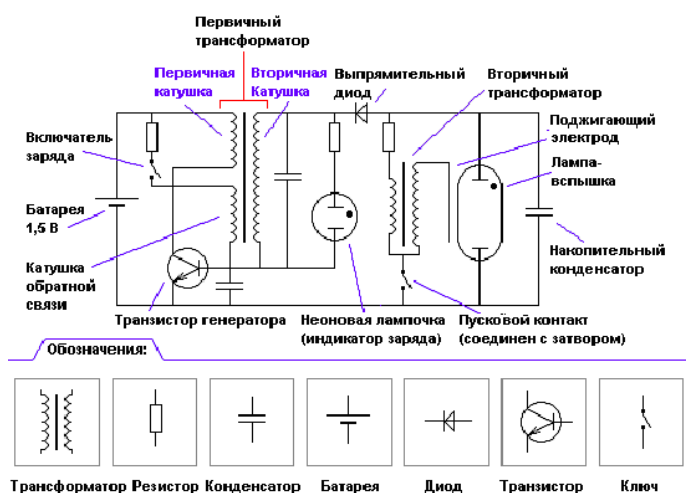 Первичный
трансформатор
Первичная
катушка
Вторичная
Катушка
Выпрямительный
диод
Вторичный
трансформатор
Поджигающий
электрод
Включатель
заряда
Лампа-
вспышка
Батарея
1,5 В
Накопительный
конденсатор
Катушка
обратной
связи
Транзистор генератора
Неоновая лампочка
(индикатор заряда)
Пусковой контакт
(соединен с затвором)
Обозначения:
Трансформатор Резистор Конденсатор Батарея Диод Транзистор Ключ